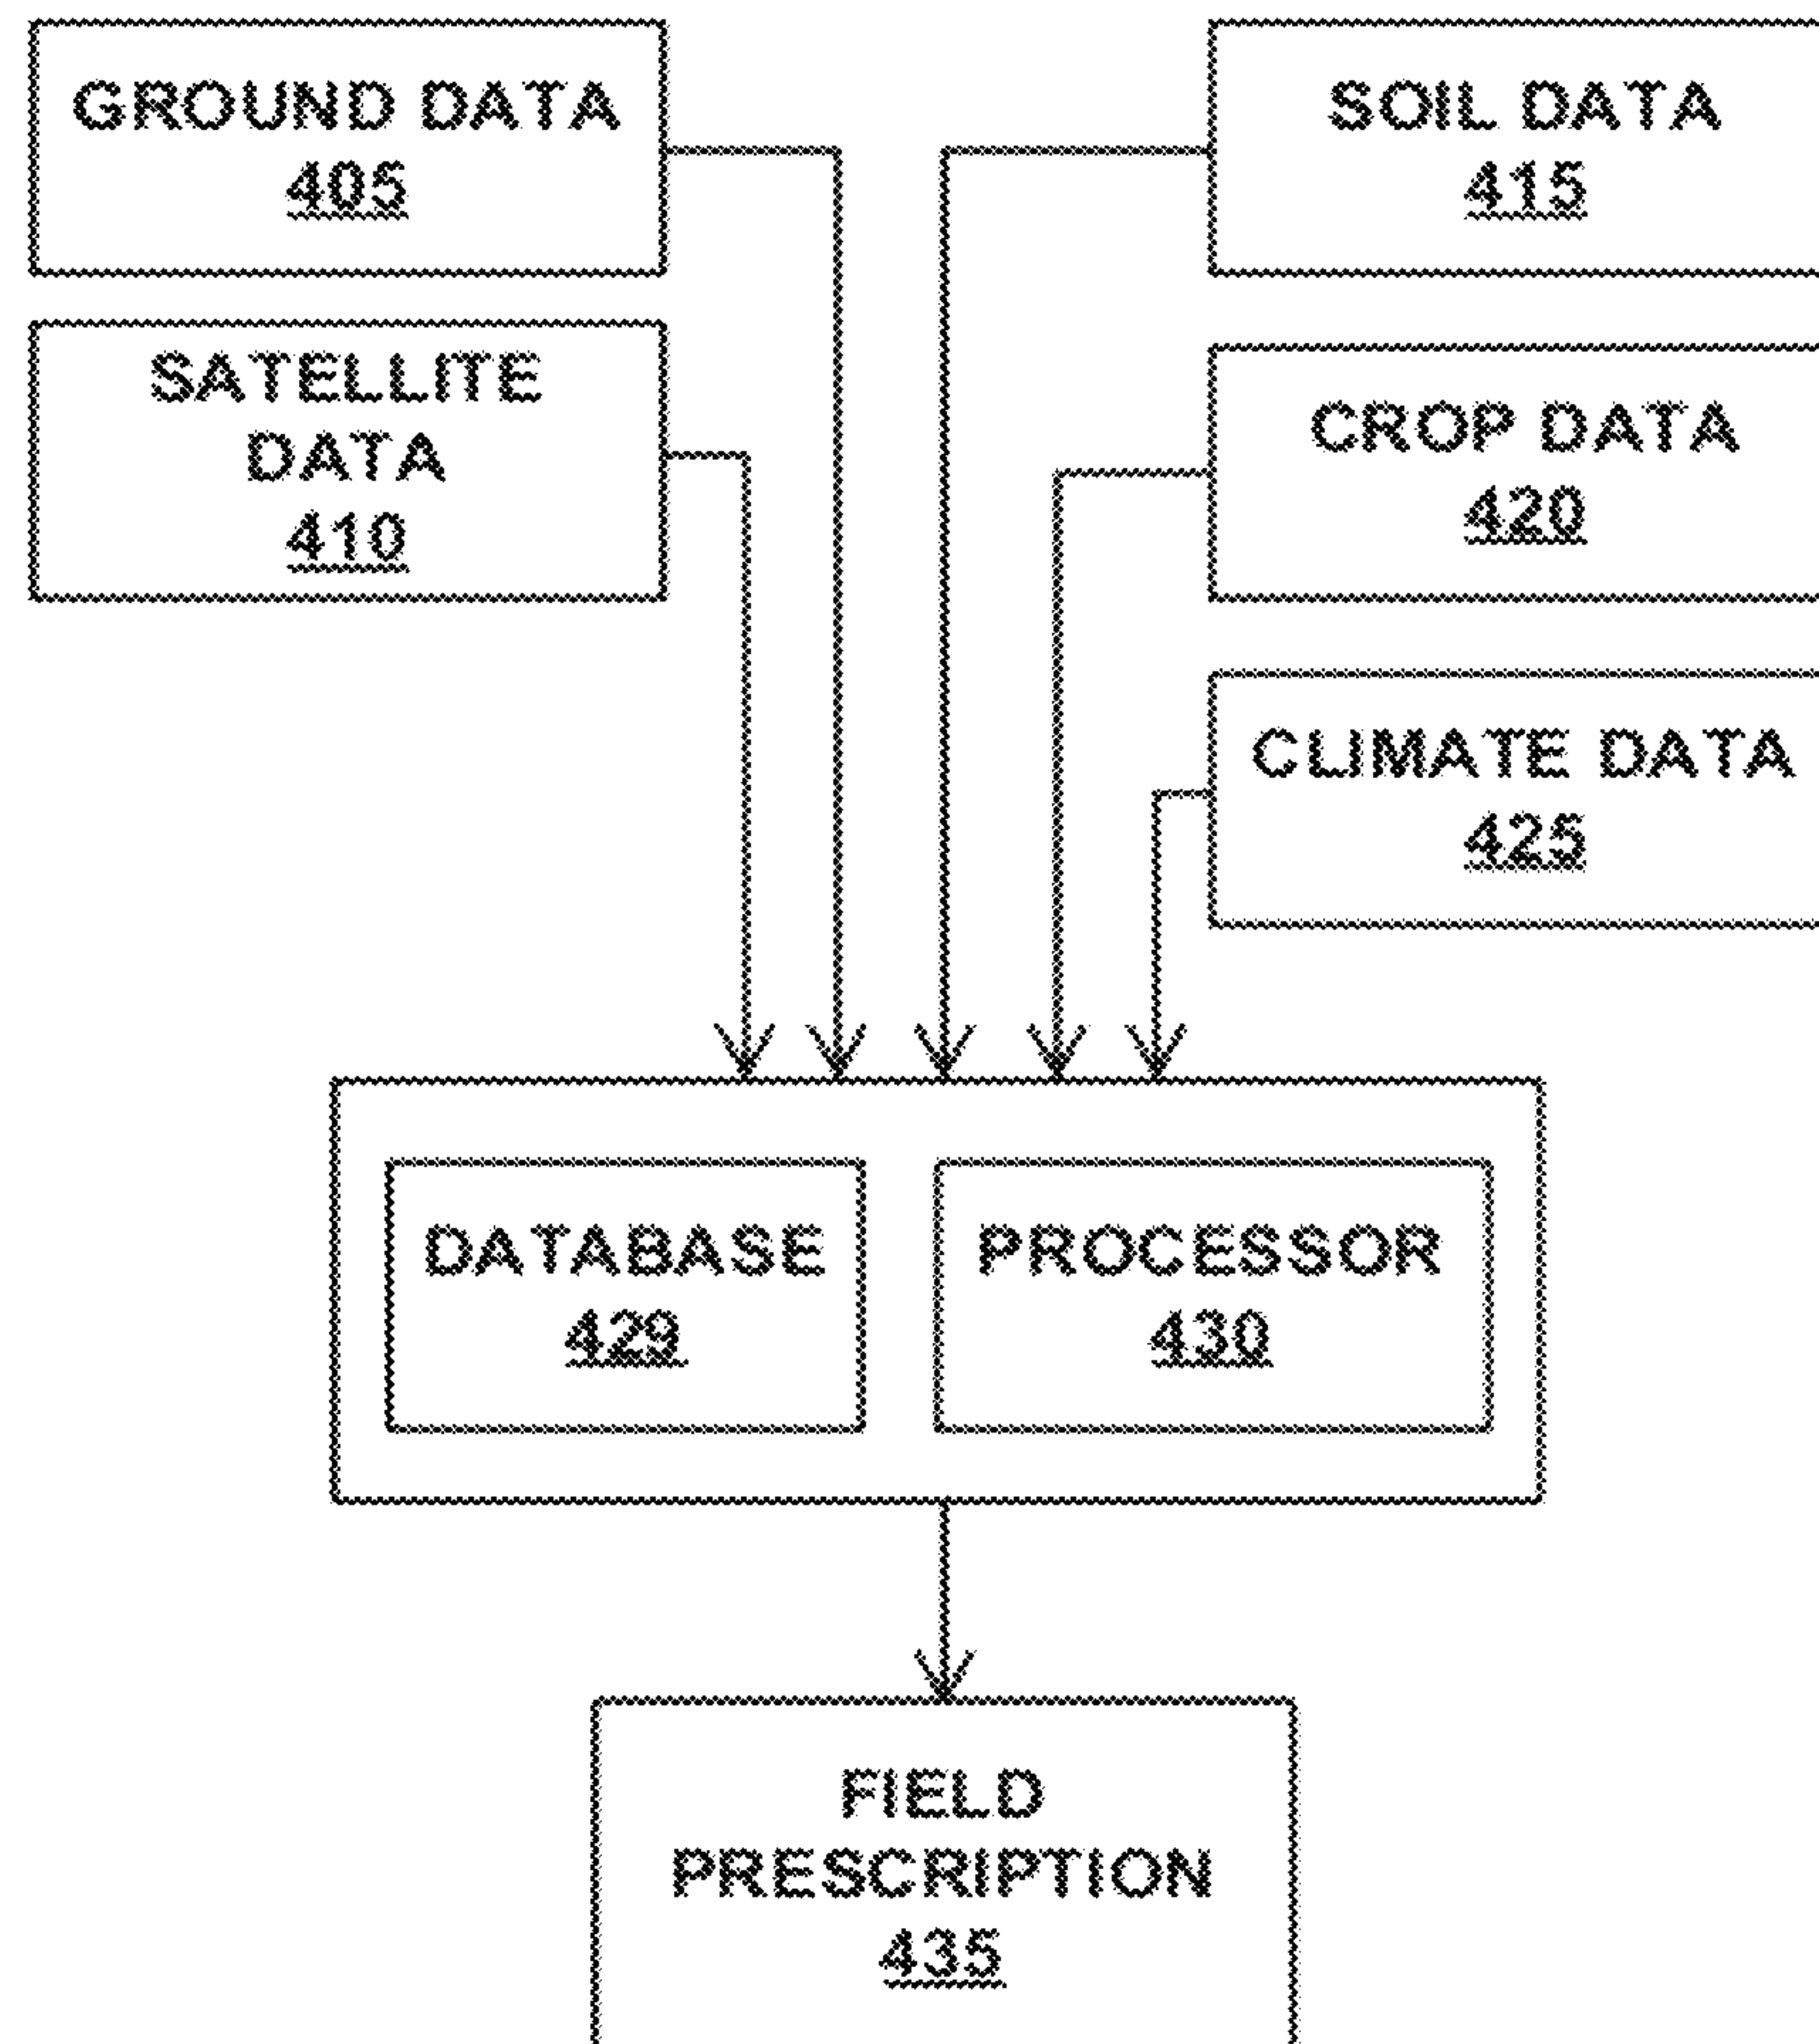 GROUND DATA
405
SATELLITE
DATA
410
SOIL DATA
415
CROP DATA
420
CLIMATE DATA
425
DATABASE
429
PROCESSOR
430
FIELD
PRESCRIPTION
435